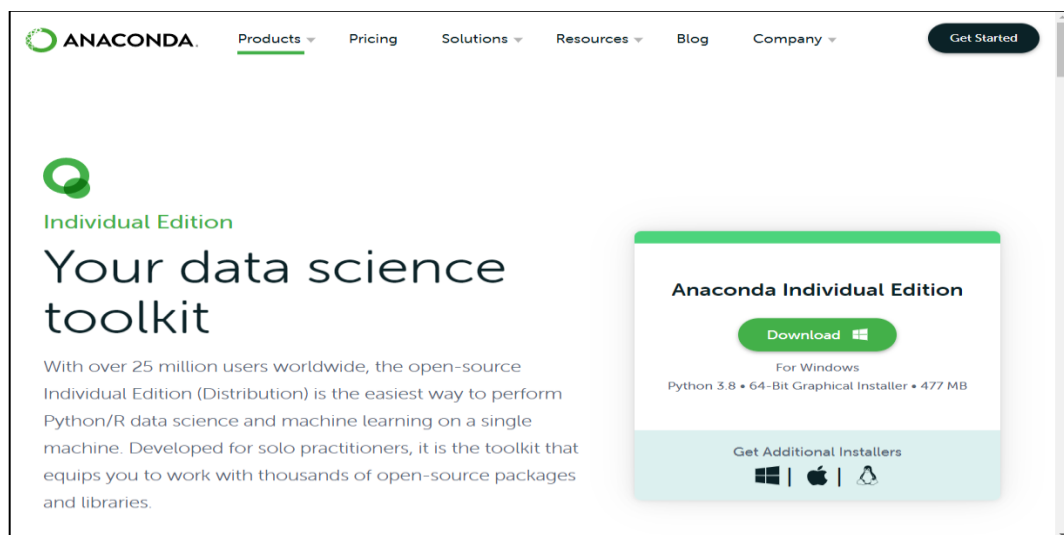 ANACONDA.
Products
Pricing
Solutions
Resources
Blog
Company
Get Started
Individual Edition
Your data science
toolkit
With over 25 million users worldwide, the open-source
Individual Edition (Distribution) is the easiest way to perform
Python/R data science and machine learning on a single
machine. Developed for solo practitioners, it is the toolkit that
equips you to work with thousands of open-source packages
and libraries.
Anaconda Individual Edition
Download
For Windows
Python 3.8 • 64-Bit Graphical Installer • 477 MB
Get Additional Installers